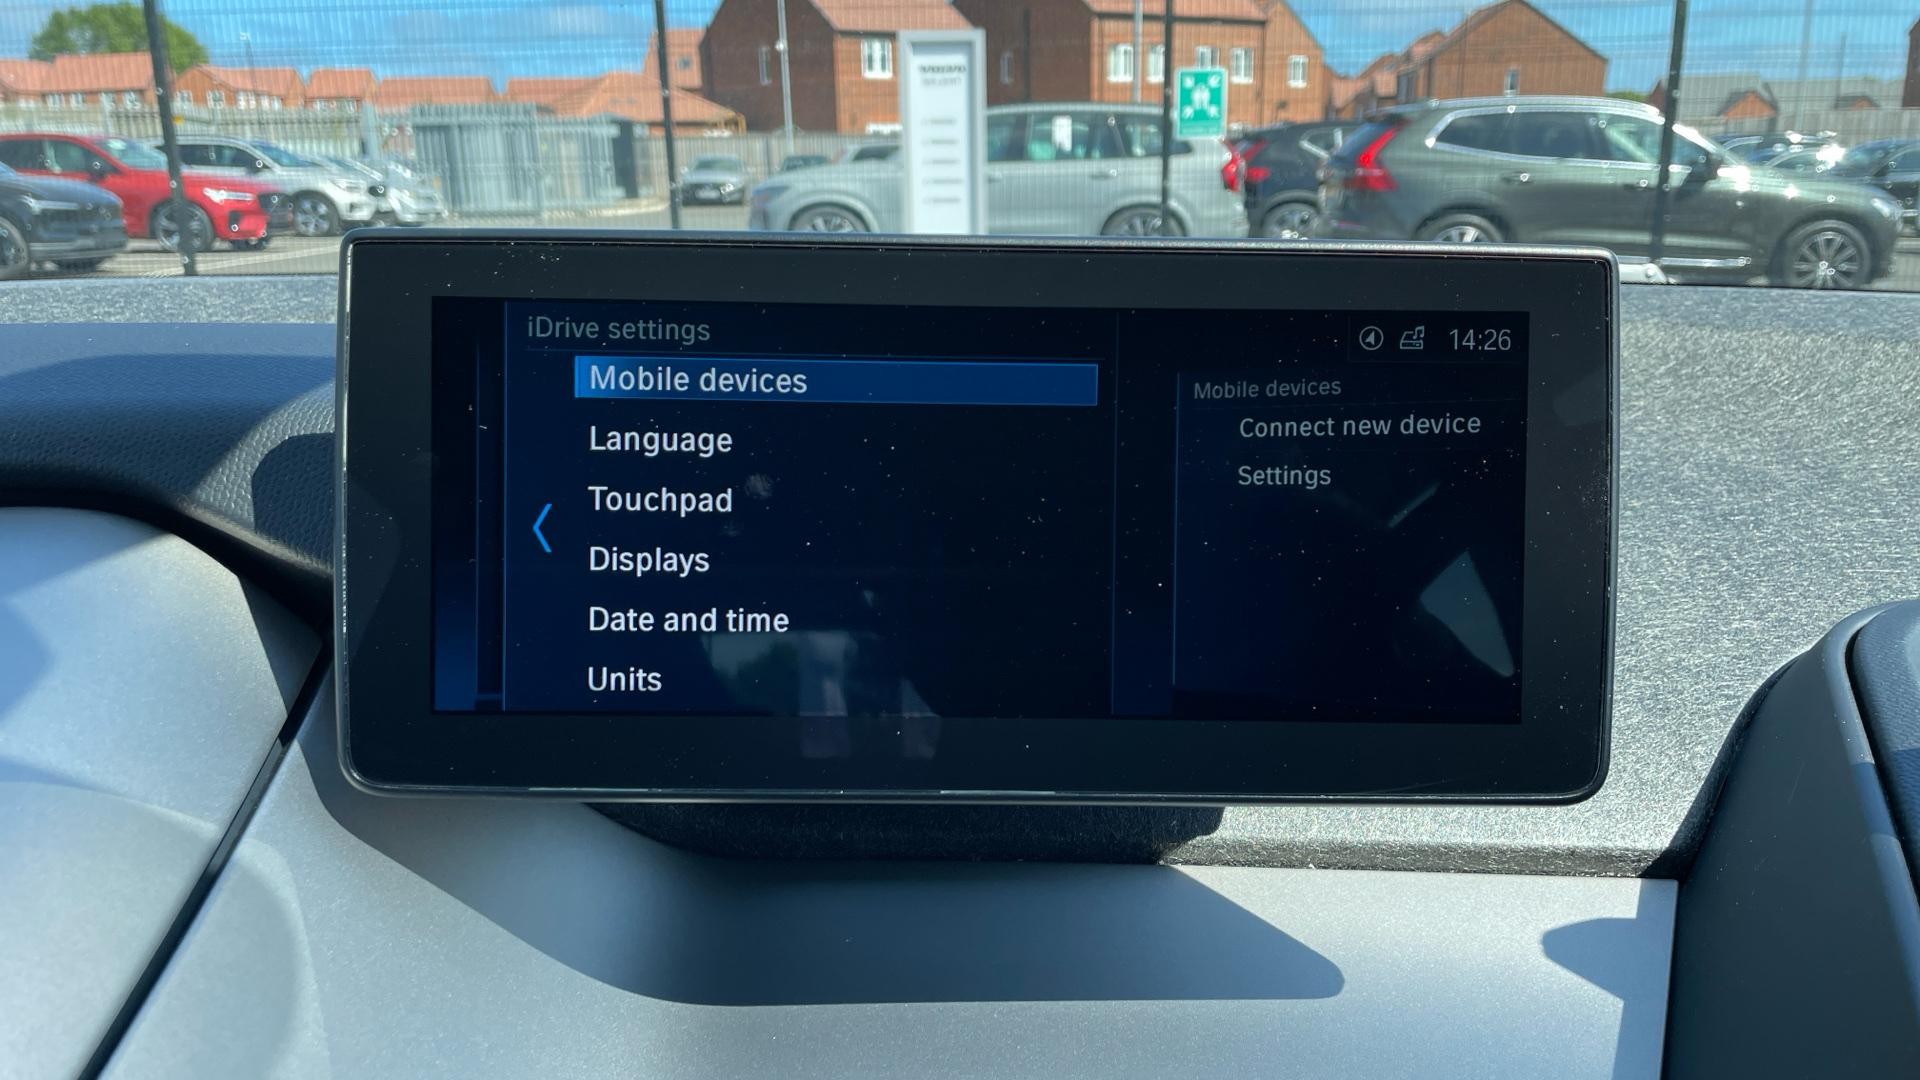 VOLVO
iDrive settings
14:26
Mobile devices
Language
Touchpad
Displays
Date and time
Units
Mobile devices
Connect new device
Settings